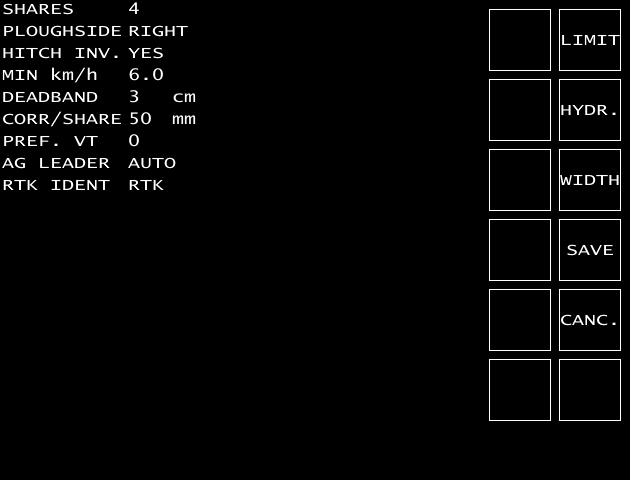 SHARES 4
PLOUGHSIDE RIGHT
HITCH INV. YES
MIN km/h 6.0
DEADBAND 3 cm
CORR/SHARE 50 mm
PREF. VT 0
AG LEADER AUTO
RTK IDENT RTK
LIMIT
HYDR.
WIDTH
SAVE
CANC.